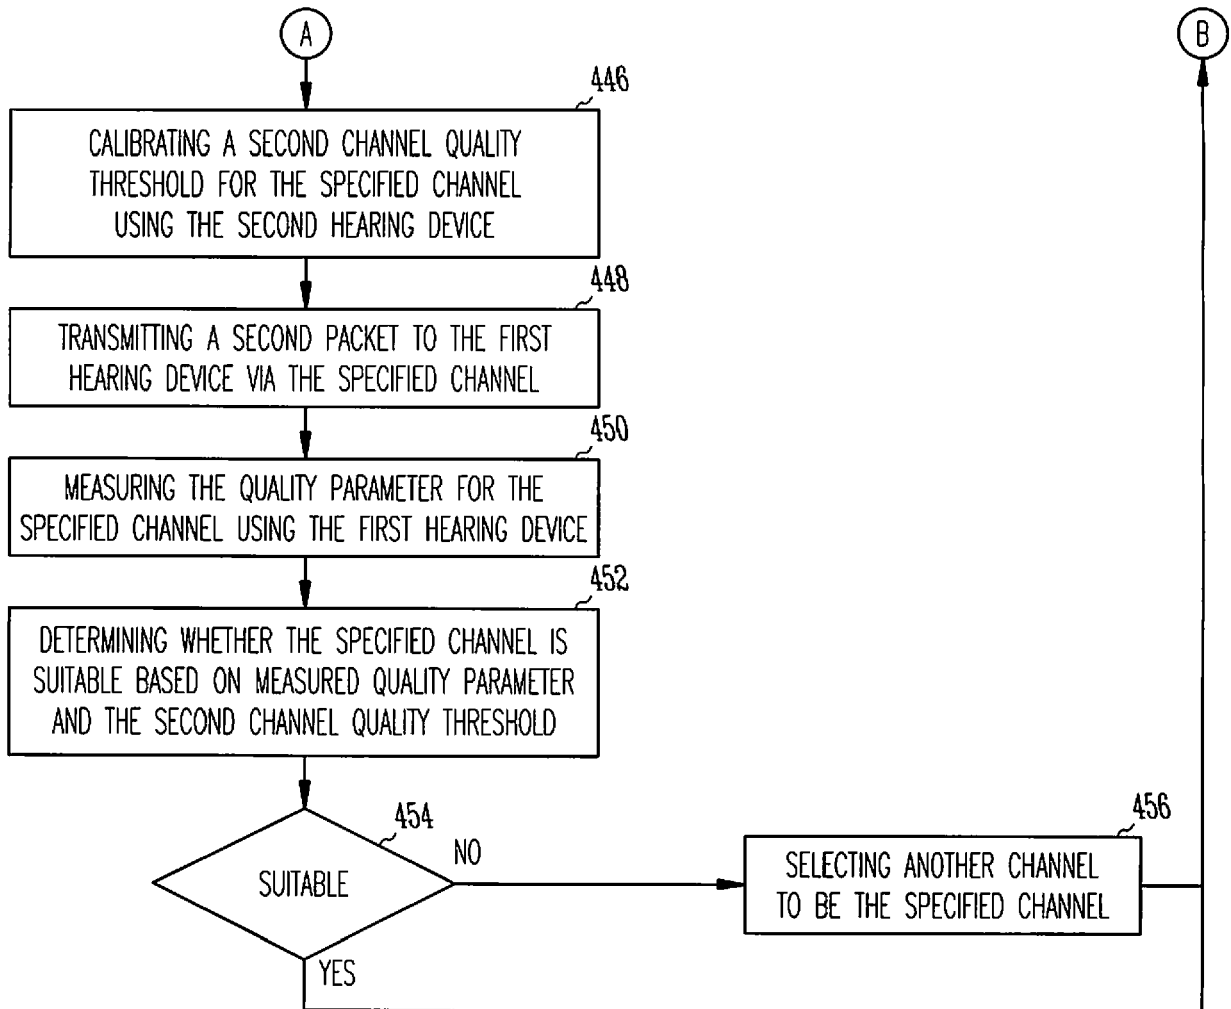 A
B
446
CALIBRATING A SECOND CHANNEL QUALITY
THRESHOLD FOR THE SPECIFIED CHANNEL
USING THE SECOND HEARING DEVICE
448
TRANSMITTING A SECOND PACKET TO THE FIRST
HEARING DEVICE VIA THE SPECIFIED CHANNEL
450
MEASURING THE QUALITY PARAMETER FOR THE
SPECIFIED CHANNEL USING THE FIRST HEARING DEVICE
452
DETERMINING WHETHER THE SPECIFIED CHANNEL IS
SUITABLE BASED ON MEASURED QUALITY PARAMETER
AND THE SECOND CHANNEL QUALITY THRESHOLD
454
SUITABLE
NO
456
SELECTING ANOTHER CHANNEL
TO BE THE SPECIFIED CHANNEL
YES